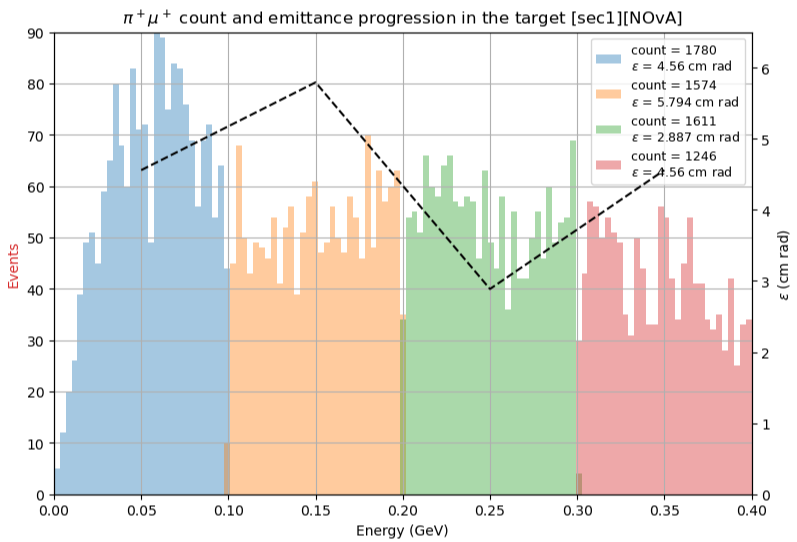 π⁺μ⁺ count and emittance progression in the target [sec1][NOvA]
count = 1780
ε = 4.56 cm rad
count = 1574
ε = 5.794 cm rad
count = 1611
ε = 2.887 cm rad
count = 1246
ε = 4.56 cm rad
90
80
70
60
50
40
30
20
10
0
Events
6
5
4
3
2
1
0
ε (cm rad)
0.00 0.05 0.10 0.15 0.20 0.25 0.30 0.35 0.40
Energy (GeV)